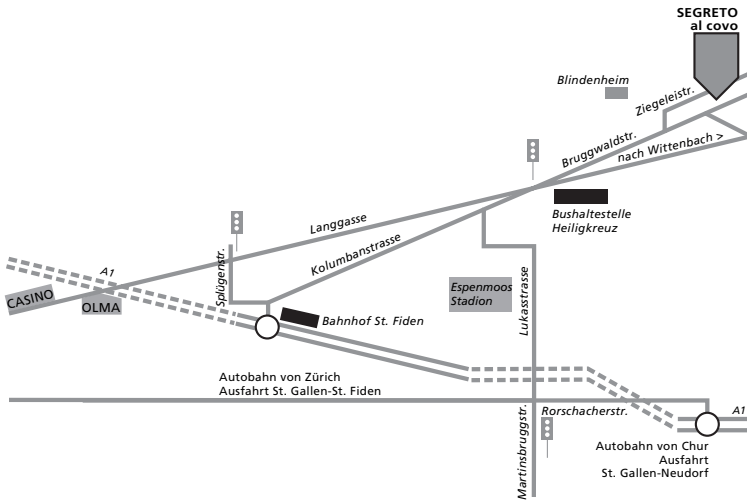 SEGRETO
al covo
Blindenheim
Ziegeleistr.
Bruggwaldstr.
nach Wittenbach >
Bushaltestelle
Heiligkreuz
Langgasse
Kolumbanstrasse
Splügenstr.
A1
CASINO
OLMA
Espenmoos
Stadion
Lukasstrasse
Bahnhof St. Fiden
Autobahn von Zürich
Ausfahrt St. Gallen-St. Fiden
Martinsbruggstr.
Rorschacherstr.
A1
Autobahn von Chur
Ausfahrt
St. Gallen-Neudorf